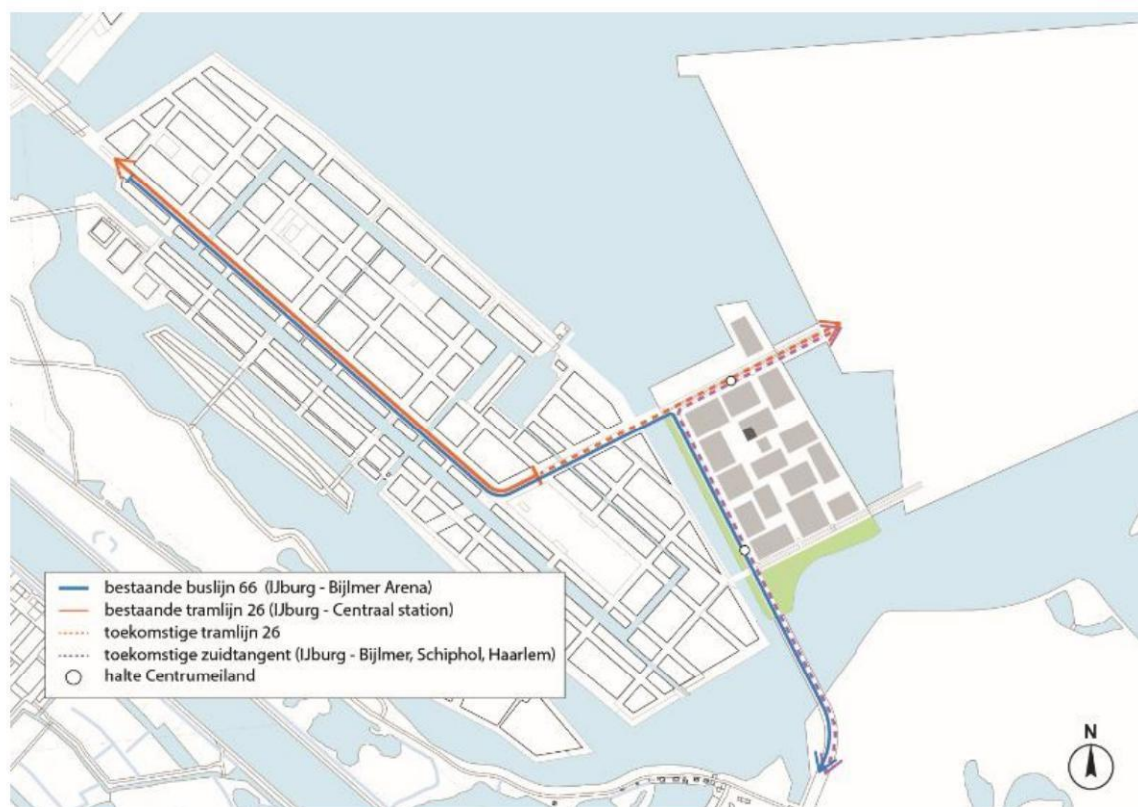 bestaande buslijn 66 (IJburg - Bijlmer Arena)
bestaande tramlijn 26 (IJburg - Centraal station)
toekomstige tramlijn 26
toekomstige zuidtangent (IJburg - Bijlmer, Schiphol, Haarlem)
halte Centrumeiland
N